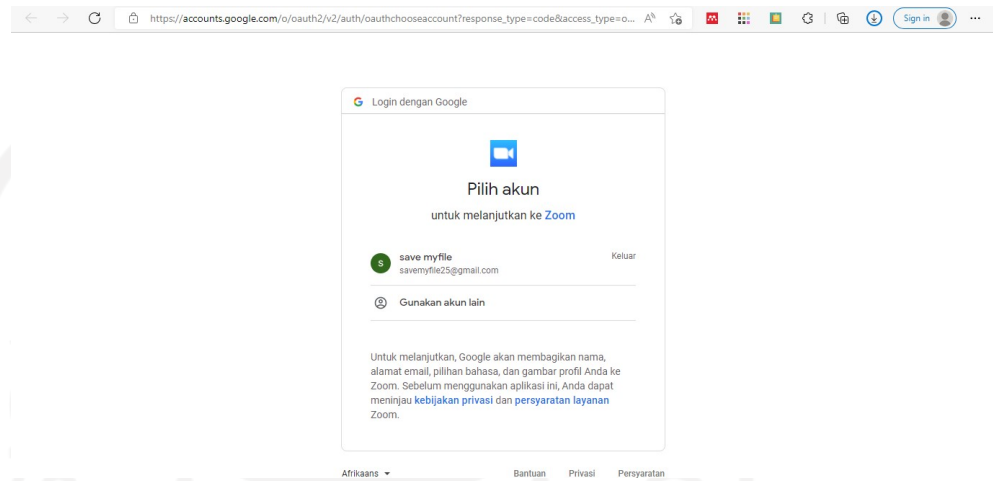 https://accounts.google.com/o/oauth2/v2/auth/oauthchooseaccount?response_type=code&access_type=o...
Sign in
Login dengan Google
Pilih akun
untuk melanjutkan ke Zoom
S
save myfile
Keluar
savemyfile25@gmail.com
Gunakan akun lain
Untuk melanjutkan, Google akan membagikan nama,
alamat email, pilihan bahasa, dan gambar profil Anda ke
Zoom. Sebelum menggunakan aplikasi ini, Anda dapat
meninjau kebijakan privasi dan persyaratan layanan
Zoom.
Afrikaans Bantuan Privasi Persyaratan